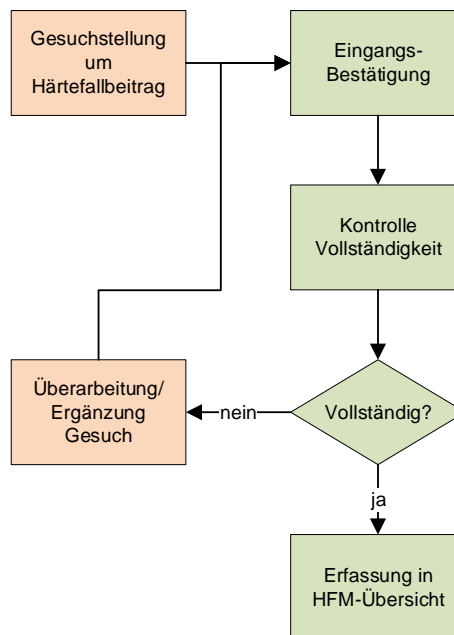 Gesuchstellung
um
Härtefallbeitrag
Eingangs-
Bestätigung
Kontrolle
Vollständigkeit
Überarbeitung/
Ergänzung
Gesuch
nein
Vollständig?
ja
Erfassung in
HFM-Übersicht